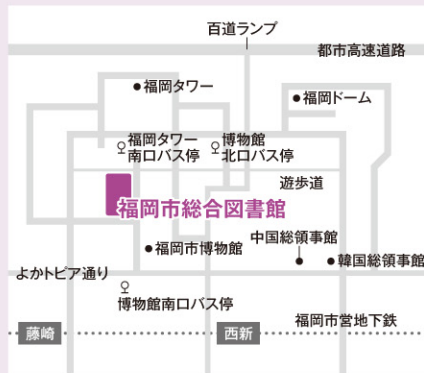 百道ランプ
都市高速道路
福岡タワー
福岡ドーム
福岡タワー
南口バス停
博物館
北口バス停
遊歩道
福岡市総合図書館
中国総領事館
福岡市博物館
韓国総領事館
よかトピア通り
博物館南口バス停
福岡市営地下鉄
藤崎
西新